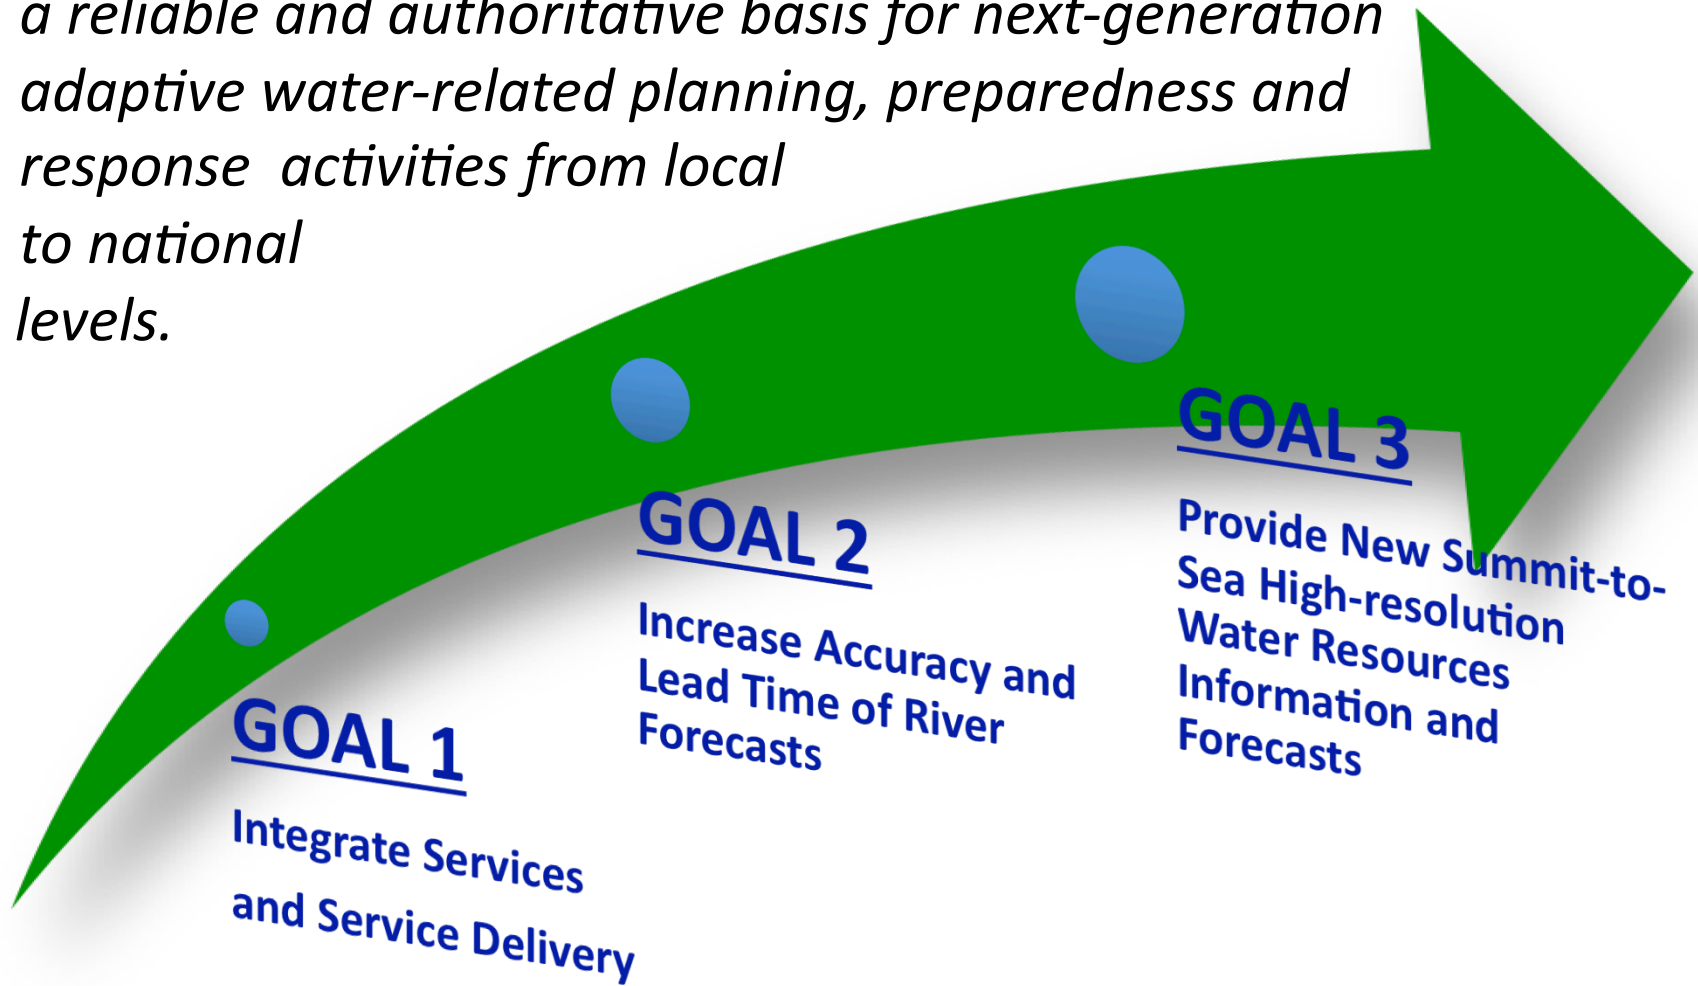 a reliable and authoritative basis for next-generation
adaptive water-related planning, preparedness and
response activities from local
to national
levels.
GOAL 1
Integrate Services
and Service Delivery
GOAL 2
Increase Accuracy and
Lead Time of River
Forecasts
GOAL 3
Provide New Summit-to-
Sea High-resolution
Water Resources
Information and
Forecasts